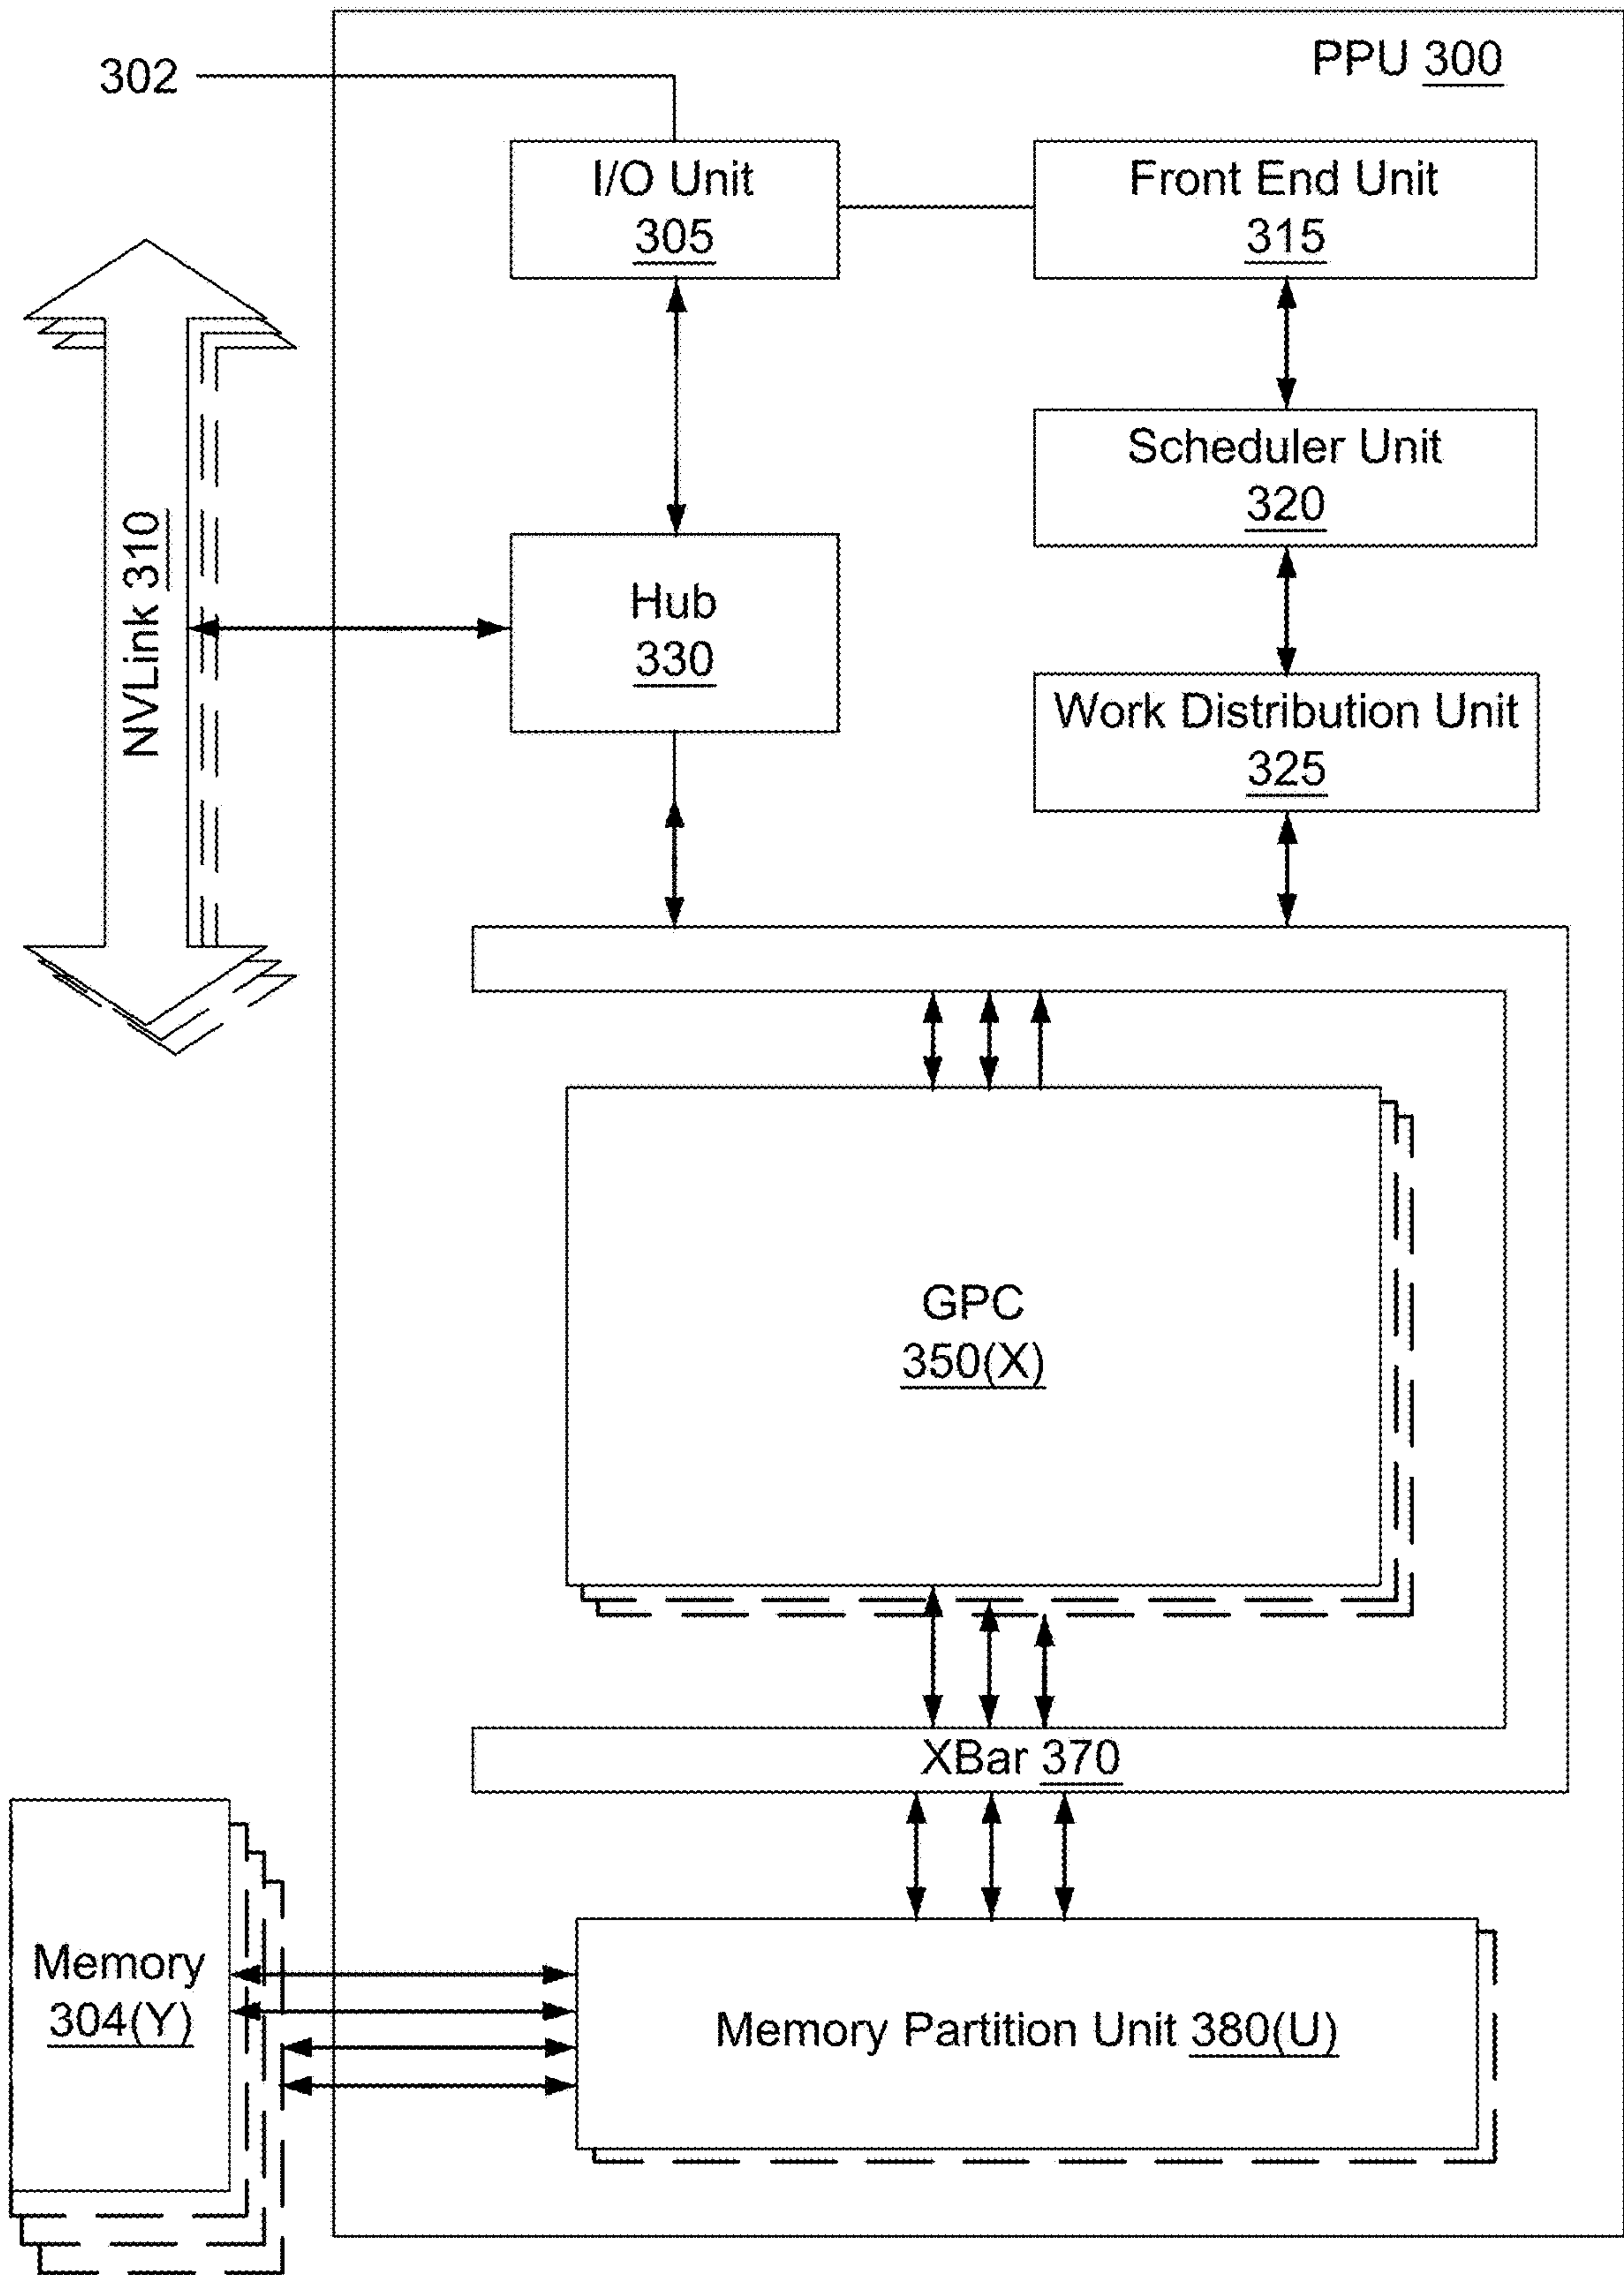 PPU 300
302
I/O Unit
305
Front End Unit
315
Scheduler Unit
320
NVLink 310
Hub
330
Work Distribution Unit
325
GPC
350(X)
XBar 370
Memory
304(Y)
Memory Partition Unit 380(U)